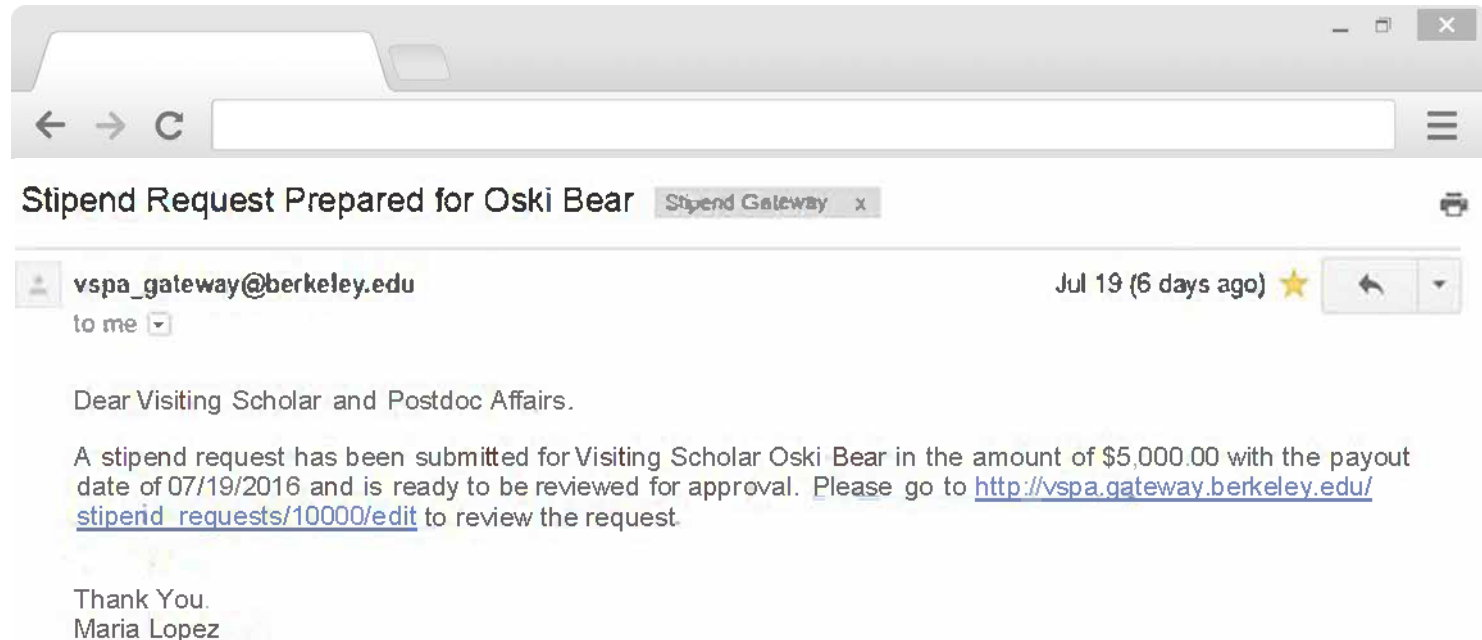 Stipend Request Prepared for Oski Bear Stipend Gateway x
vspa_gateway@berkeley.edu Jul 19 (6 days ago)
to me
Dear Visiting Scholar and Postdoc Affairs.
A stipend request has been submitted for Visiting Scholar Oski Bear in the amount of $5,000.00 with the payout
date of 07/19/2016 and is ready to be reviewed for approval. Please go to http://vspa.gateway.berkeley.edu/
stipend_requests/10000/edit to review the request.
Thank You.
Maria Lopez